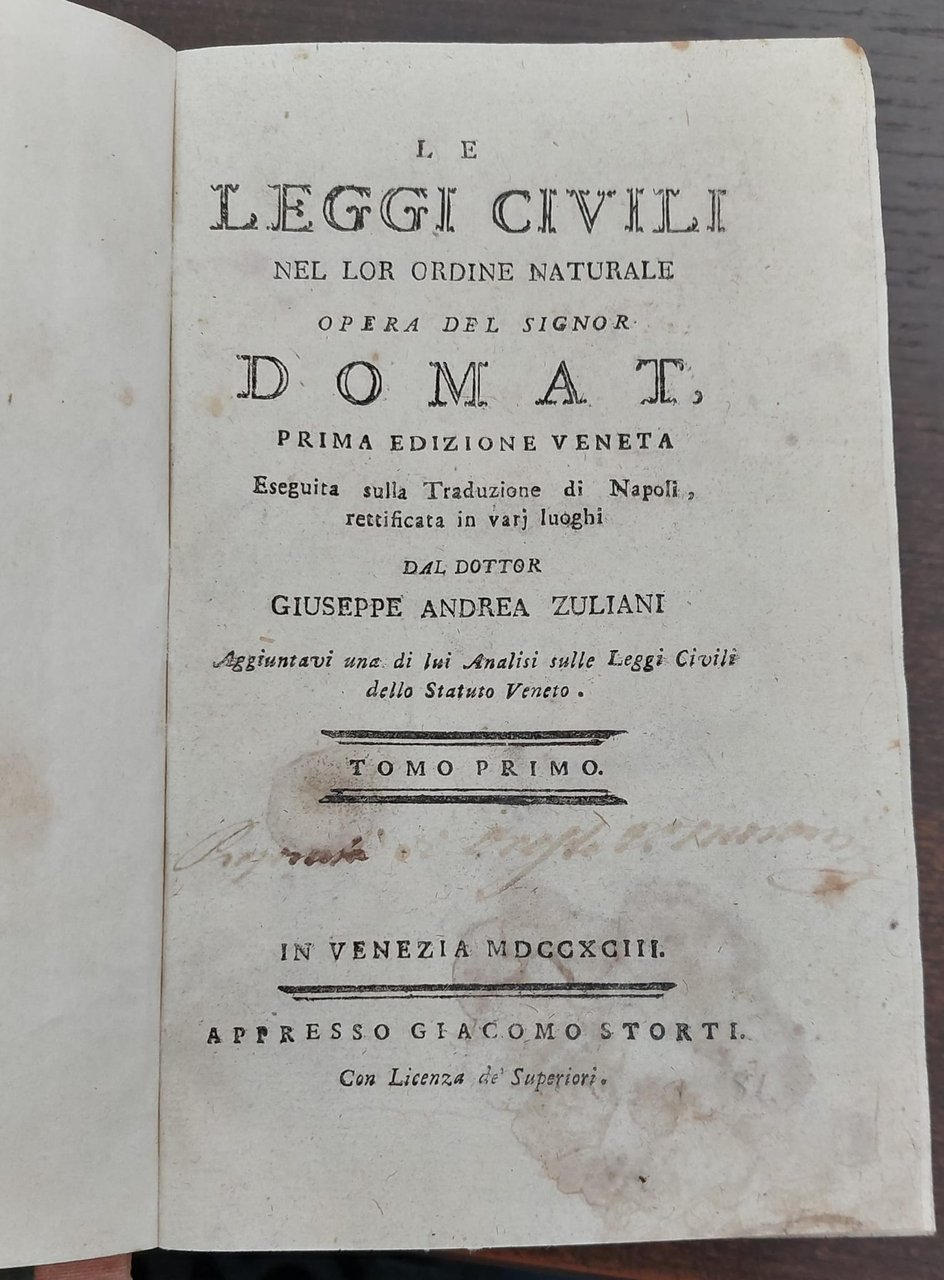 LE
LEGGI CIVILI
NEL LOR ORDINE NATURALE
OPERA DEL SIGNOR
DOMAT,
PRIMA EDIZIONE VENETA
Eseguita sulla Traduzione di Napoli,
rettificata in varj luoghi
DAL DOTTOR
GIUSEPPE ANDREA ZULIANI
Aggiuntavi una di lui Analisi sulle Leggi Civili
dello Statuto Veneto.
TOMO PRIMO.
IN VENEZIA MDCCXCIII.
APPRESSO GIACOMO STORTI.
Con Licenza de' Superiori.